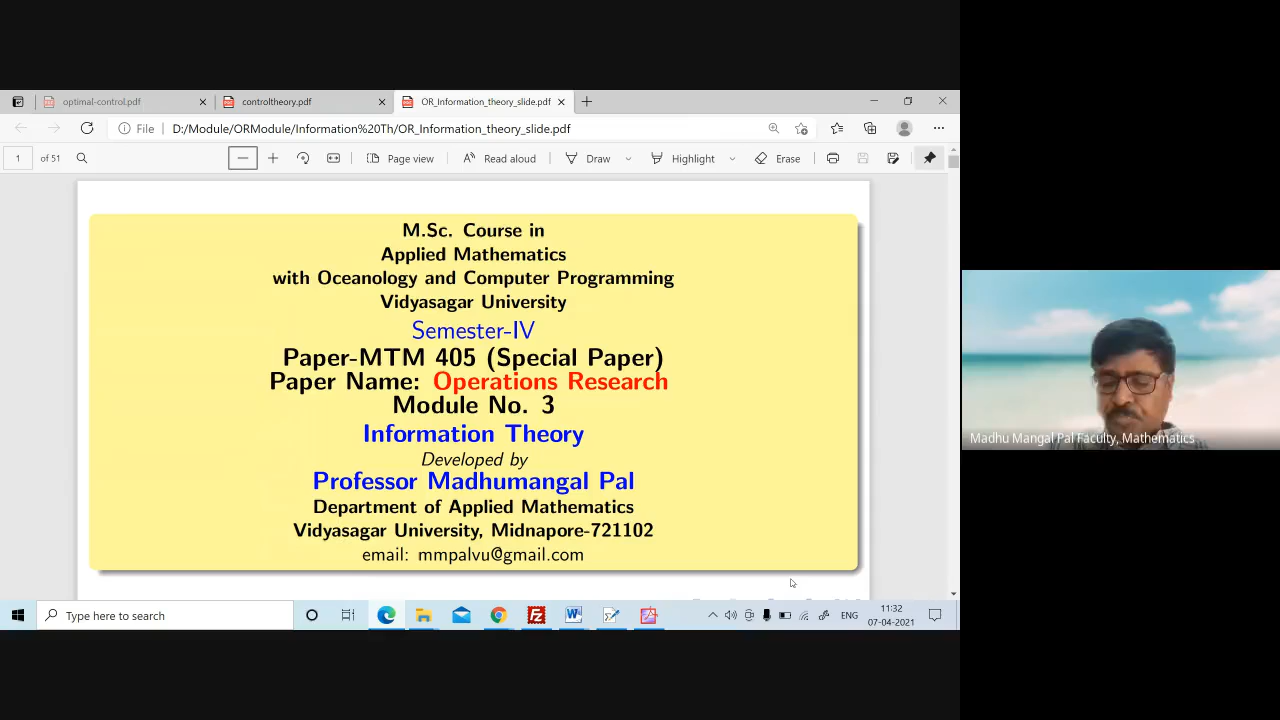 optimal-control.pdf
controltheory.pdf
OR_Information_theory_slide.pdf
File
D:/Module/ORModule/Information%20Th/OR_Information_theory_slide.pdf
1 of 51
Page view
Read aloud
Draw
Highlight
Erase
M.Sc. Course in
Applied Mathematics
with Oceanology and Computer Programming
Vidyasagar University
Semester-IV
Paper-MTM 405 (Special Paper)
Paper Name: Operations Research
Module No. 3
Information Theory
Developed by
Professor Madhumangal Pal
Department of Applied Mathematics
Vidyasagar University, Midnapore-721102
email: mmpalvu@gmail.com
Madhu Mangal Pal Faculty, Mathematics
Type here to search
ENG
11:32
07-04-2021